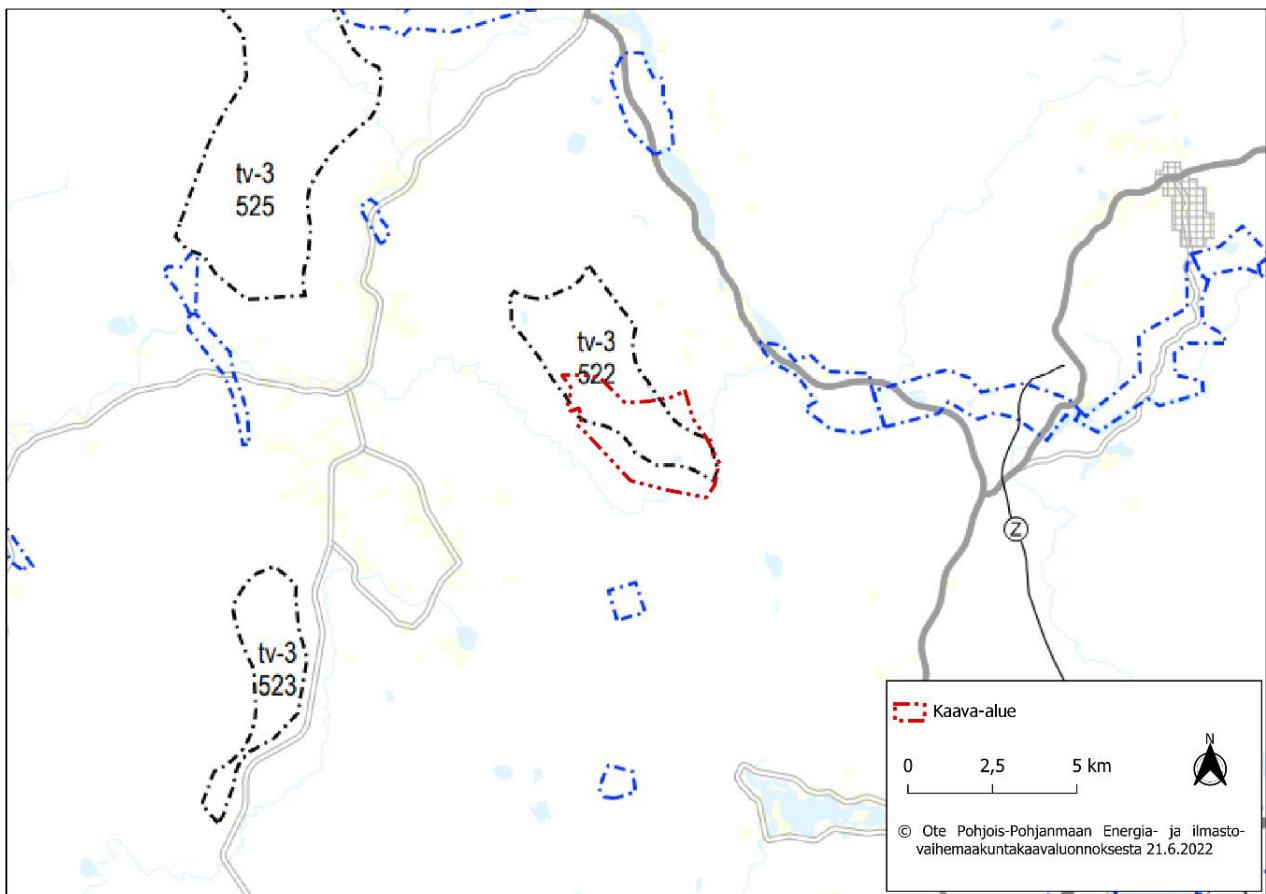 tv-3
525
tv-3
522
Z
tv-3
523
Kaava-alue
0 2,5 5 km
N
© Ote Pohjois-Pohjanmaan Energia- ja ilmasto-
vaihemaakuntakaavaluonnoksesta 21.6.2022